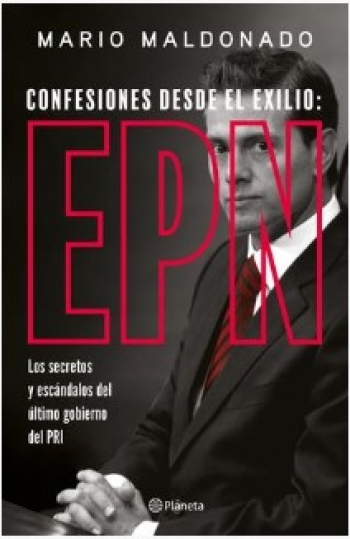 MARIO MALDONADO
CONFESIONES DESDE EL EXILIO:
EPN
Los secretos
y escándalos del
último gobierno
del PRI
Planeta